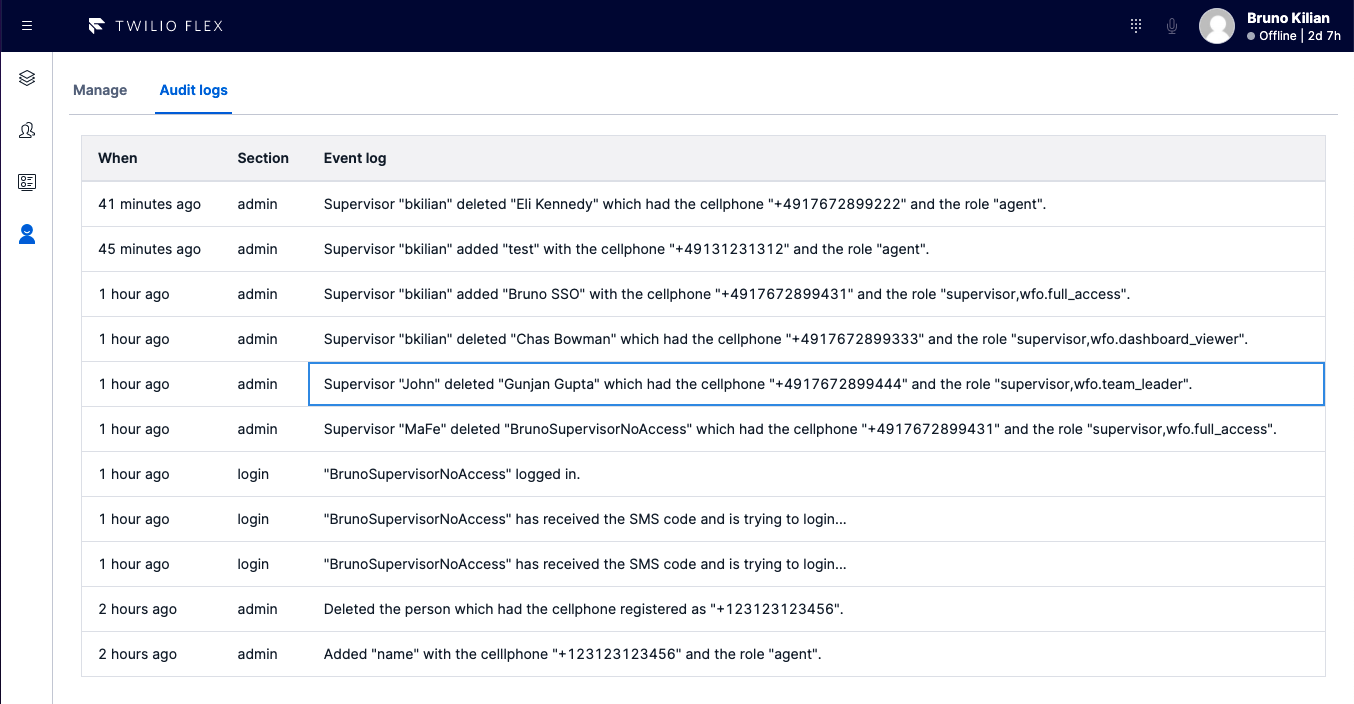 TWILIO FLEX
Bruno Kilian
Offline | 2d 7h
Manage Audit logs
When Section Event log
41 minutes ago admin Supervisor "bkilian" deleted "Eli Kennedy" which had the cellphone "+4917672899222" and the role "agent".
45 minutes ago admin Supervisor "bkilian" added "test" with the cellphone "+49131231312" and the role "agent".
1 hour ago admin Supervisor "bkilian" added "Bruno SSO" with the cellphone "+4917672899431" and the role "supervisor,wfo.full_access".
1 hour ago admin Supervisor "bkilian" deleted "Chas Bowman" which had the cellphone "+4917672899333" and the role "supervisor,wfo.dashboard_viewer".
1 hour ago admin Supervisor "John" deleted "Gunjan Gupta" which had the cellphone "+4917672899444" and the role "supervisor,wfo.team_leader".
1 hour ago admin Supervisor "MaFe" deleted "BrunoSupervisorNoAccess" which had the cellphone "+4917672899431" and the role "supervisor,wfo.full_access".
1 hour ago login "BrunoSupervisorNoAccess" logged in.
1 hour ago login "BrunoSupervisorNoAccess" has received the SMS code and is trying to login...
1 hour ago login "BrunoSupervisorNoAccess" has received the SMS code and is trying to login...
2 hours ago admin Deleted the person which had the cellphone registered as "+123123123456".
2 hours ago admin Added "name" with the celllphone "+123123123456" and the role "agent".